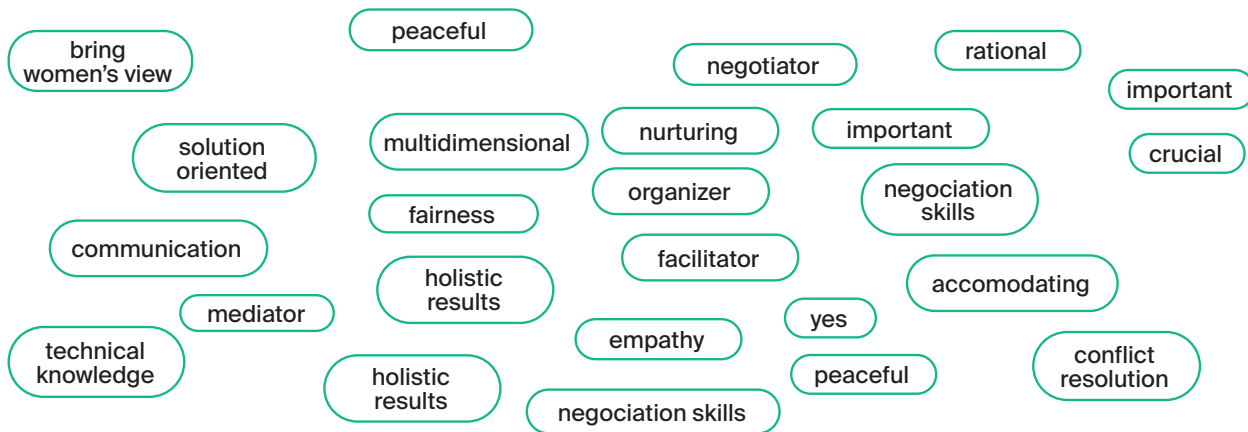 bring
women's view
peaceful
negotiator
rational
important
solution
oriented
multidimensional
nurturing
important
crucial
fairness
organizer
negociation
skills
communication
facilitator
holistic
results
accomodating
mediator
empathy
yes
technical
knowledge
holistic
results
peaceful
conflict
resolution
negociation skills